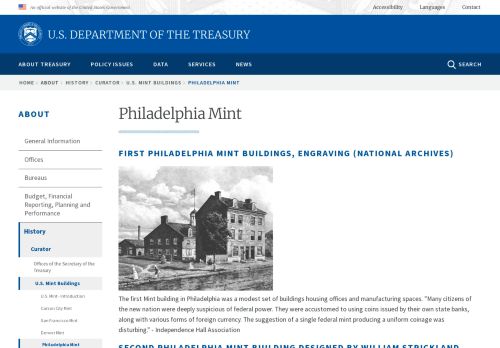 An official website of the United States Government
Accessibility
Languages
Contact
U.S. DEPARTMENT OF THE TREASURY
ABOUT TREASURY
POLICY ISSUES
DATA
SERVICES
NEWS
SEARCH
HOME › ABOUT › HISTORY › CURATOR › U.S. MINT BUILDINGS › PHILADELPHIA MINT
ABOUT
General Information
Offices
Bureaus
Budget, Financial
Reporting, Planning and
Performance
History
Curator
Offices of the Secretary of the
Treasury
U.S. Mint Buildings
U.S. Mint - Introduction
Carson City Mint
San Francisco Mint
Denver Mint
Philadelphia Mint
Philadelphia Mint
FIRST PHILADELPHIA MINT BUILDINGS, ENGRAVING (NATIONAL ARCHIVES)
The first Mint building in Philadelphia was a modest set of buildings housing offices and manufacturing spaces. "Many citizens of
the new nation were deeply suspicious of federal power. They were accustomed to using coins issued by their own state banks,
along with various forms of foreign currency. The suggestion of a single federal mint producing a uniform coinage was
disturbing." - Independence Hall Association
SECOND PHILADELPHIA MINT BUILDING DESIGNED BY WILLIAM STRICKLAND